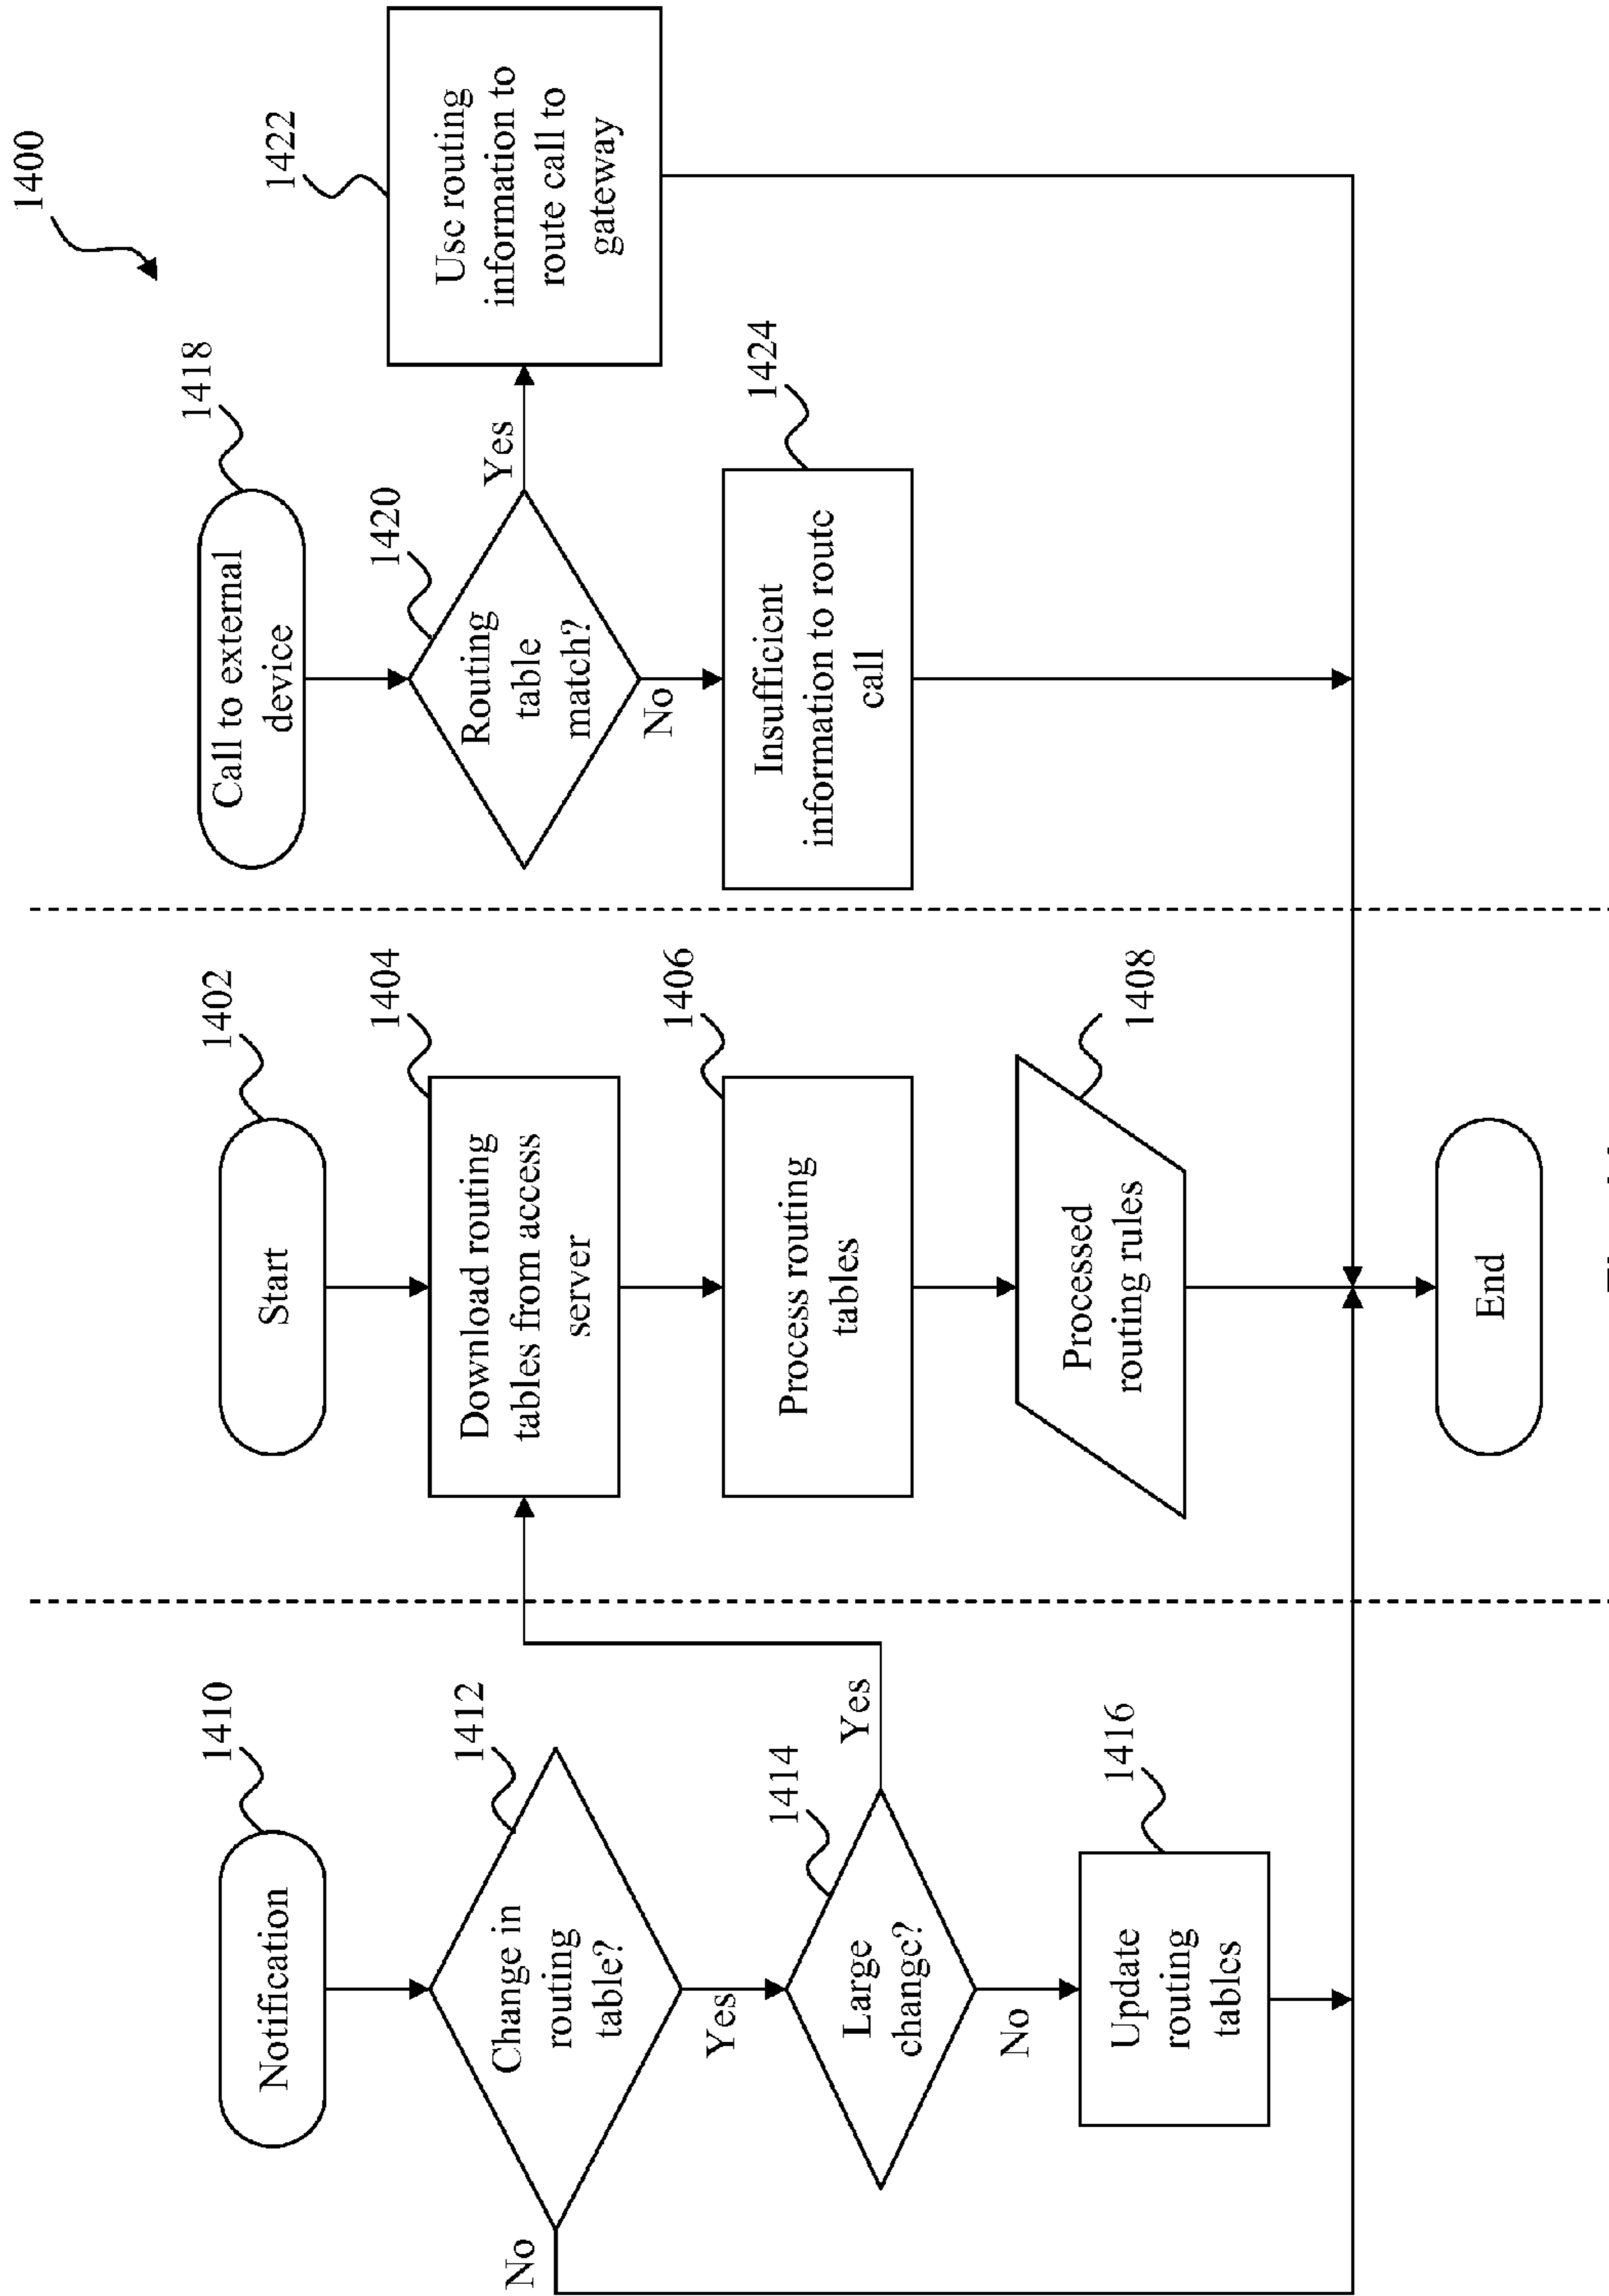 1400
Notification
1410
Change in
routing
table?
1412
No
Yes
Large
change?
1414
Yes
No
Update
routing
tables
1416
Start
1402
Download routing
tables from access
server
1404
Process routing
tables
1406
Processed
routing rules
1408
End
Call to external
device
1418
Routing
table
match?
1420
Yes
No
Use routing
information to
route call to
gateway
1422
Insufficient
information to route
call
1424